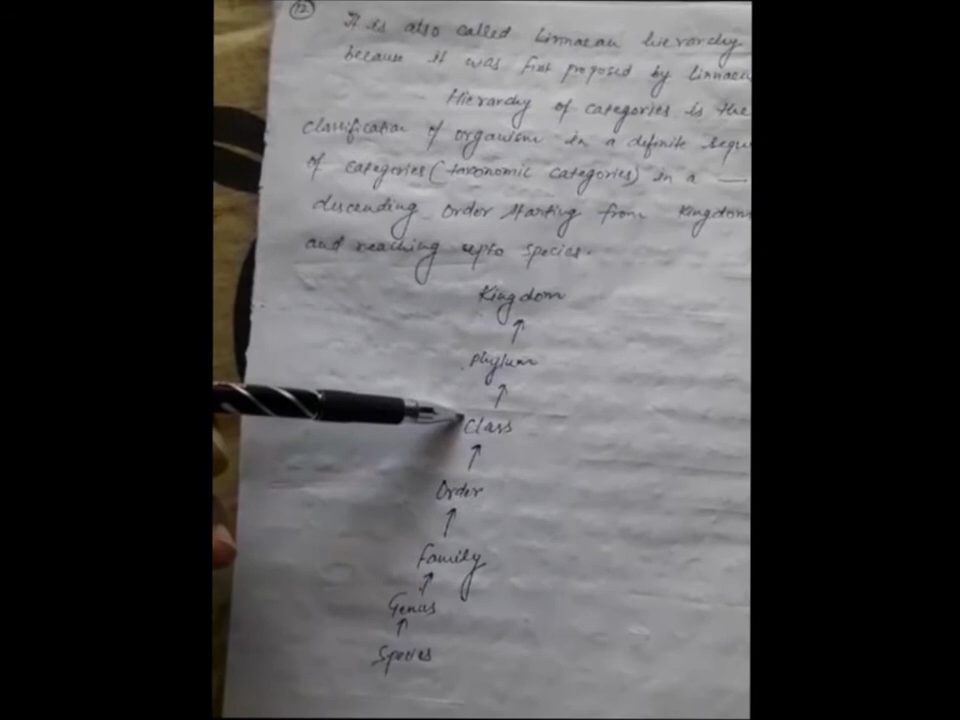 12
It is also called Linnaean hierarchy
because it was first proposed by Linnaeu
Hierarchy of categories is the
classification of organism in a definite sequ
of categories (taxonomic categories) in a —
descending order starting from Kingdom
and reaching upto species.
Kingdom
↑
phylum
↑
Class
↑
Order
↑
family
↑
Genus
↑
Species